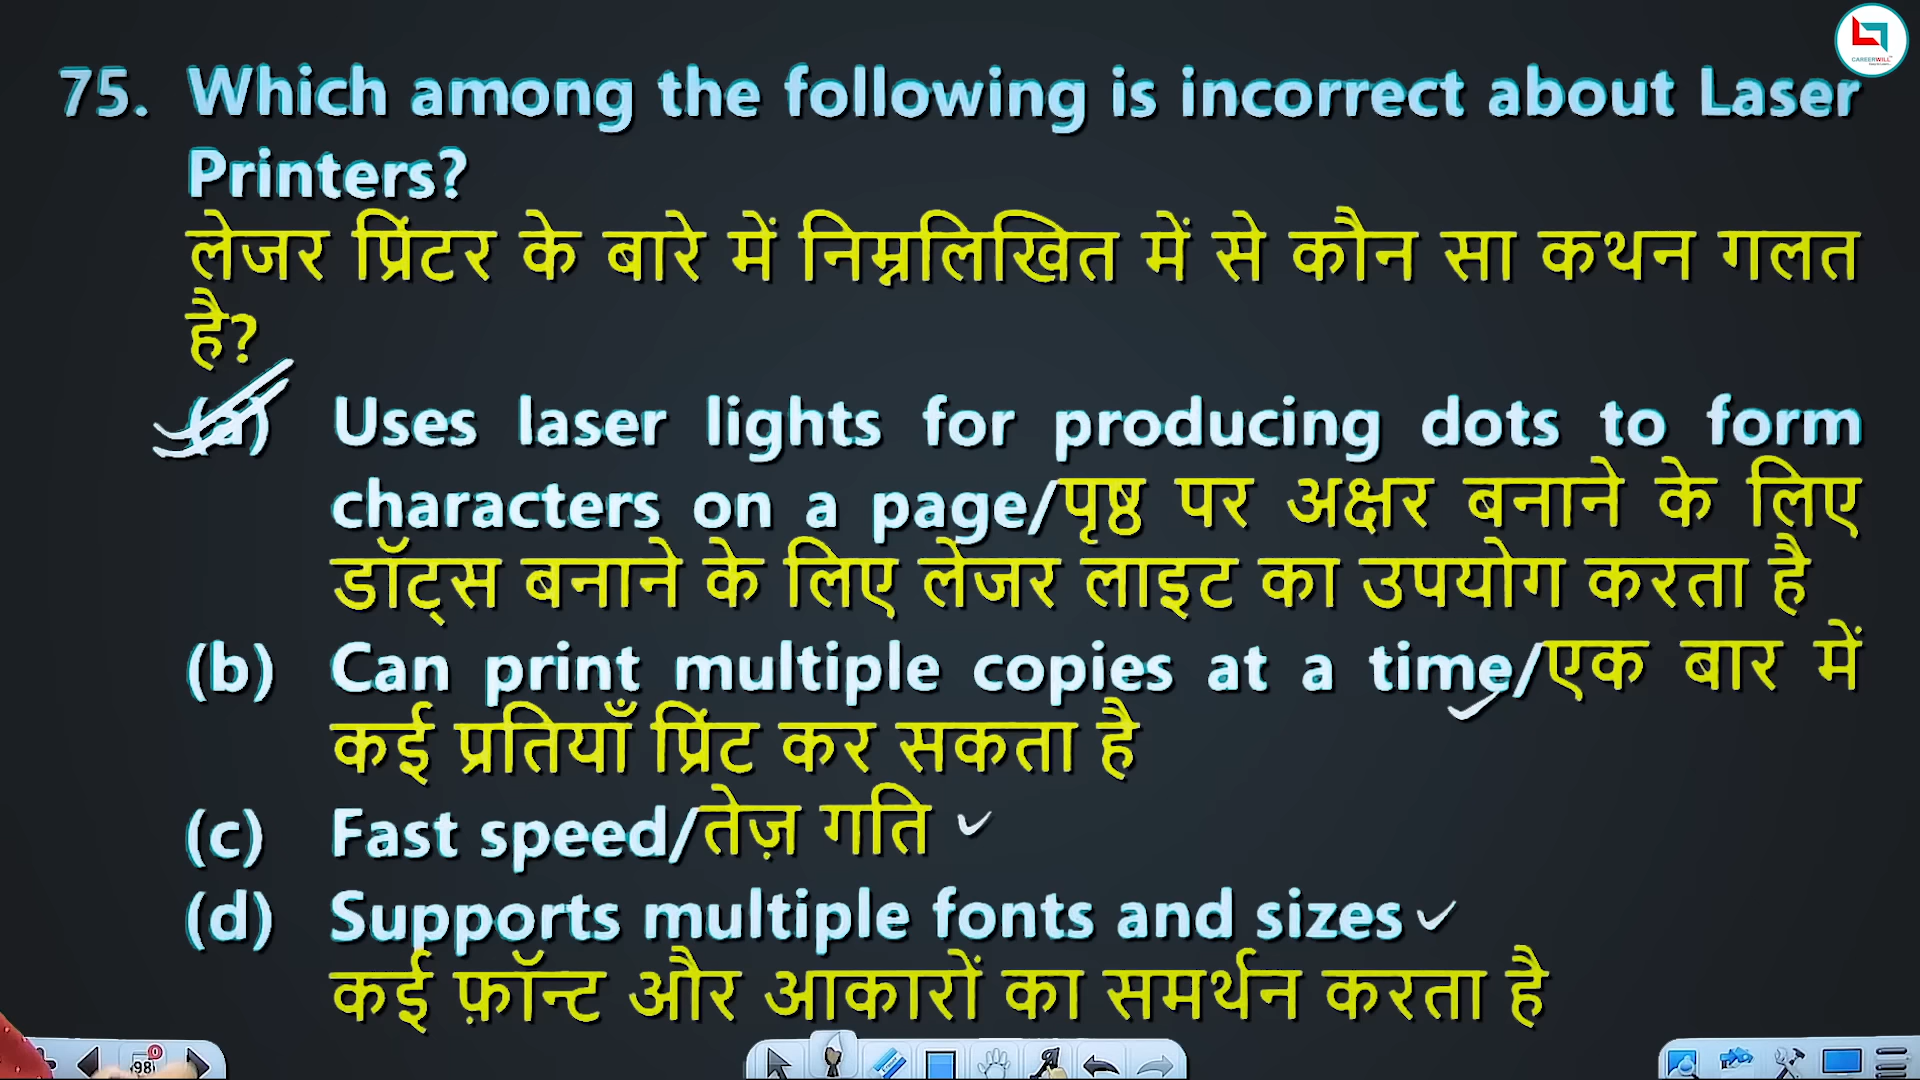 CAREERWILL
75. Which among the following is incorrect about Laser
Printers?
लेजर प्रिंटर के बारे में निम्नलिखित में से कौन सा कथन गलत
है?
(a) Uses laser lights for producing dots to form
characters on a page/पृष्ठ पर अक्षर बनाने के लिए
डॉट्स बनाने के लिए लेजर लाइट का उपयोग करता है
(b) Can print multiple copies at a time/एक बार में
कई प्रतियाँ प्रिंट कर सकता है
(c) Fast speed/तेज़ गति
(d) Supports multiple fonts and sizes
कई फ़ॉन्ट और आकारों का समर्थन करता है
98